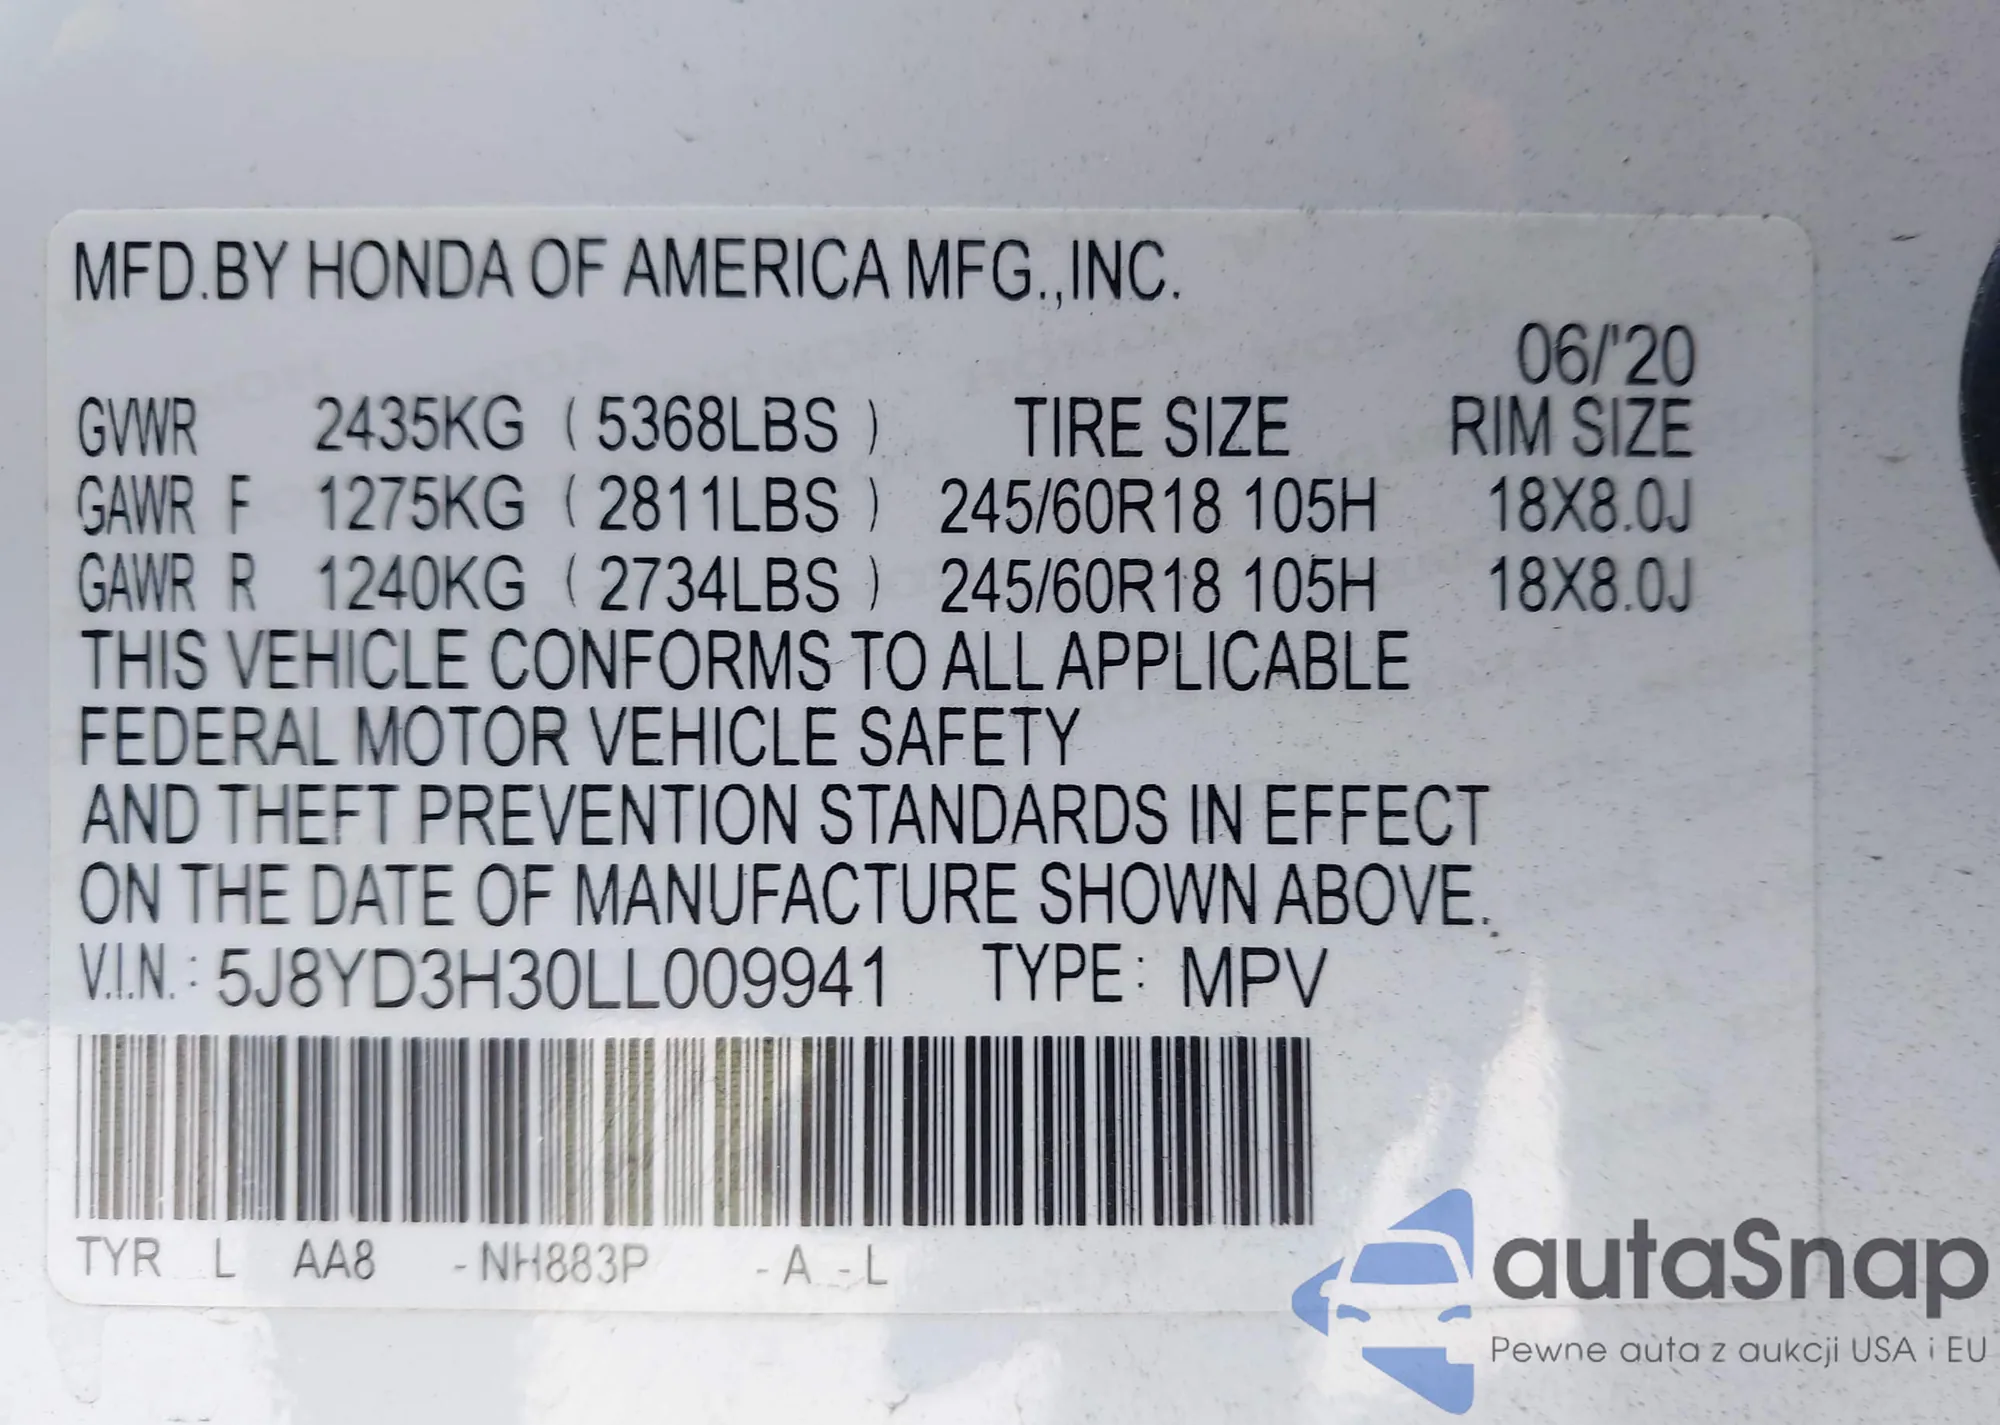 MFD.BY HONDA OF AMERICA MFG.,INC.
06/'20
GVWR 2435KG ( 5368LBS ) TIRE SIZE RIM SIZE
GAWR F 1275KG ( 2811LBS ) 245/60R18 105H 18X8.0J
GAWR R 1240KG ( 2734LBS ) 245/60R18 105H 18X8.0J
THIS VEHICLE CONFORMS TO ALL APPLICABLE
FEDERAL MOTOR VEHICLE SAFETY
AND THEFT PREVENTION STANDARDS IN EFFECT
ON THE DATE OF MANUFACTURE SHOWN ABOVE.
V.I.N.: 5J8YD3H30LL009941 TYPE: MPV
TYR L AA8 -NH883P -A -L
autaSnap
Pewne auta z aukcji USA i EU